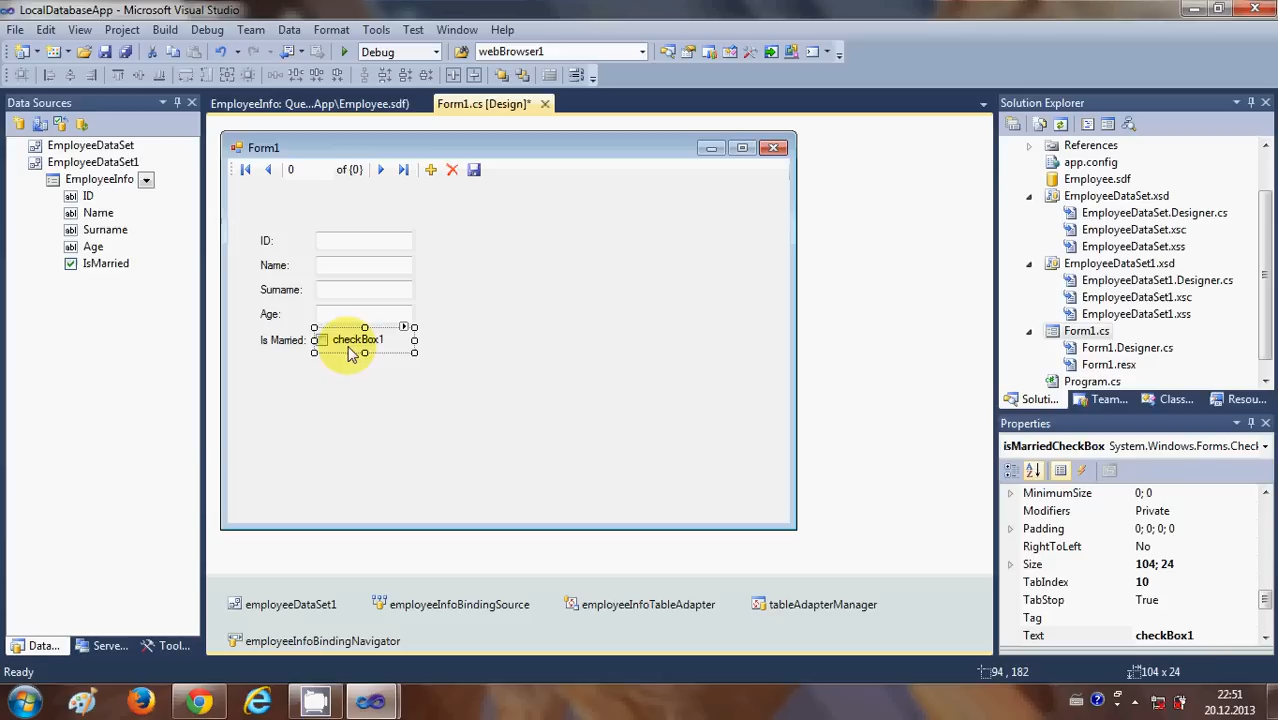 LocalDatabaseApp - Microsoft Visual Studio
File Edit View Project Build Debug Team Data Format Tools Test Window Help
Debug webBrowser1
Data Sources
EmployeeInfo: Que...App\Employee.sdf) Form1.cs [Design]*
Solution Explorer
EmployeeDataSet
EmployeeDataSet1
EmployeeInfo
ID
Name
Surname
Age
IsMarried
Form1
0 of {0}
ID:
Name:
Surname:
Age:
Is Married: checkBox1
employeeDataSet1 employeeInfoBindingSource employeeInfoTableAdapter tableAdapterManager
employeeInfoBindingNavigator
References
app.config
Employee.sdf
EmployeeDataSet.xsd
EmployeeDataSet.Designer.cs
EmployeeDataSet.xsc
EmployeeDataSet.xss
EmployeeDataSet1.xsd
EmployeeDataSet1.Designer.cs
EmployeeDataSet1.xsc
EmployeeDataSet1.xss
Form1.cs
Form1.Designer.cs
Form1.resx
Program.cs
Soluti... Team... Class... Resou...
Properties
isMarriedCheckBox System.Windows.Forms.Check
MinimumSize 0; 0
Modifiers Private
Padding 0; 0; 0; 0
RightToLeft No
Size 104; 24
TabIndex 10
TabStop True
Tag
Text checkBox1
Data... Serve... Tool...
Ready 94 , 182 104 x 24
22:51
20.12.2013